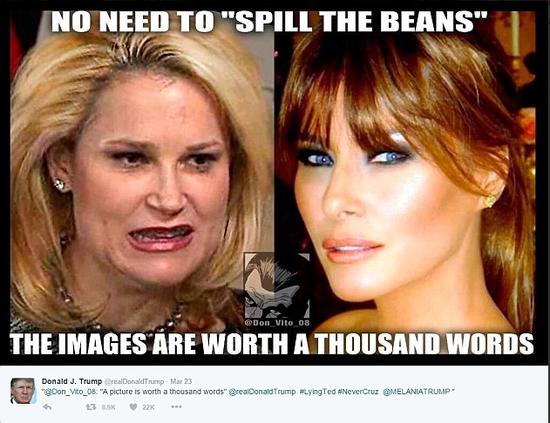 NO NEED TO "SPILL THE BEANS"
@Don_Vito_08
THE IMAGES ARE WORTH A THOUSAND WORDS
Donald J. Trump @realDonaldTrump · Mar 23
"@Don_Vito_08: "A picture is worth a thousand words" @realDonaldTrump #LyingTed #NeverCruz @MELANIATRUMP"
8.9K 22K